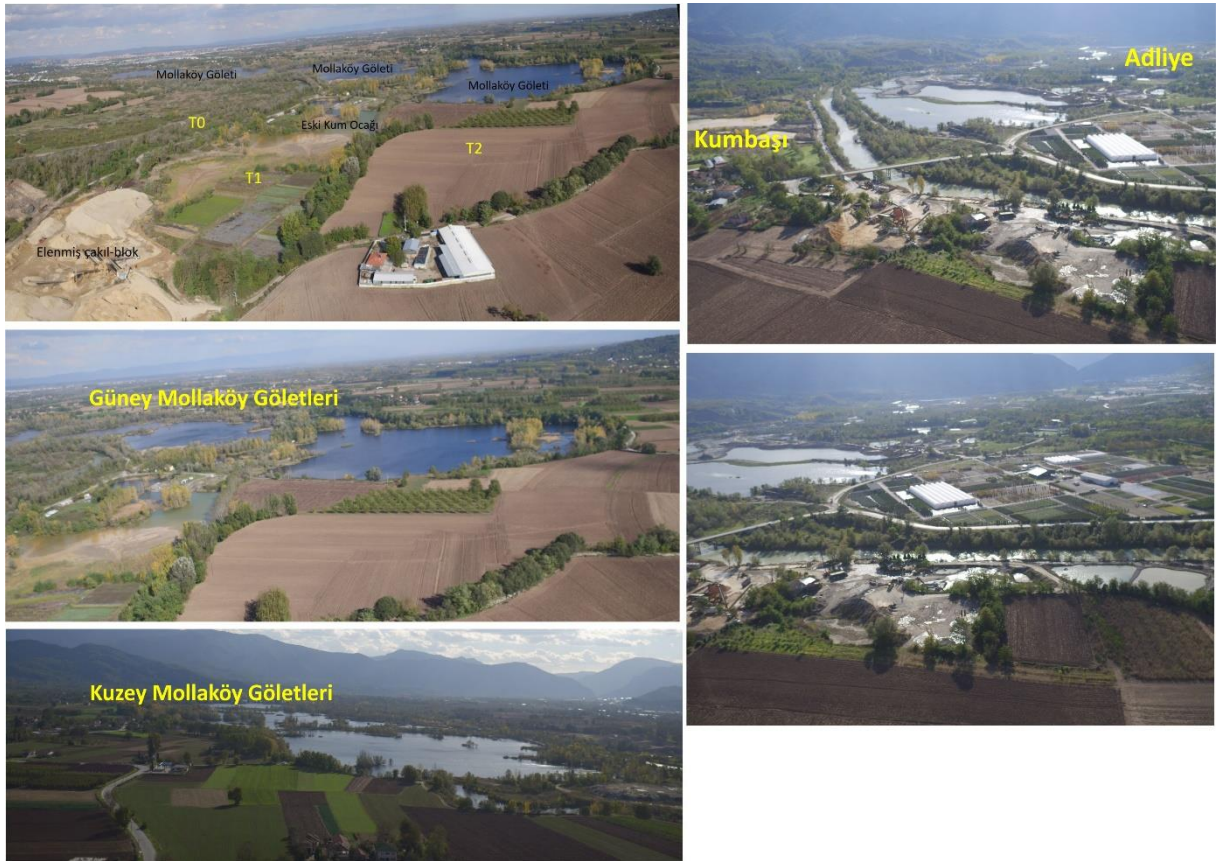 Mollaköy Göleti
Mollaköy Göleti
Mollaköy Göleti
T0
Eski Kum Ocağı
T2
T1
Elenmiş çakıl-blok
Adliye
Kumbaşı
Güney Mollaköy Göletleri
Kuzey Mollaköy Göletleri